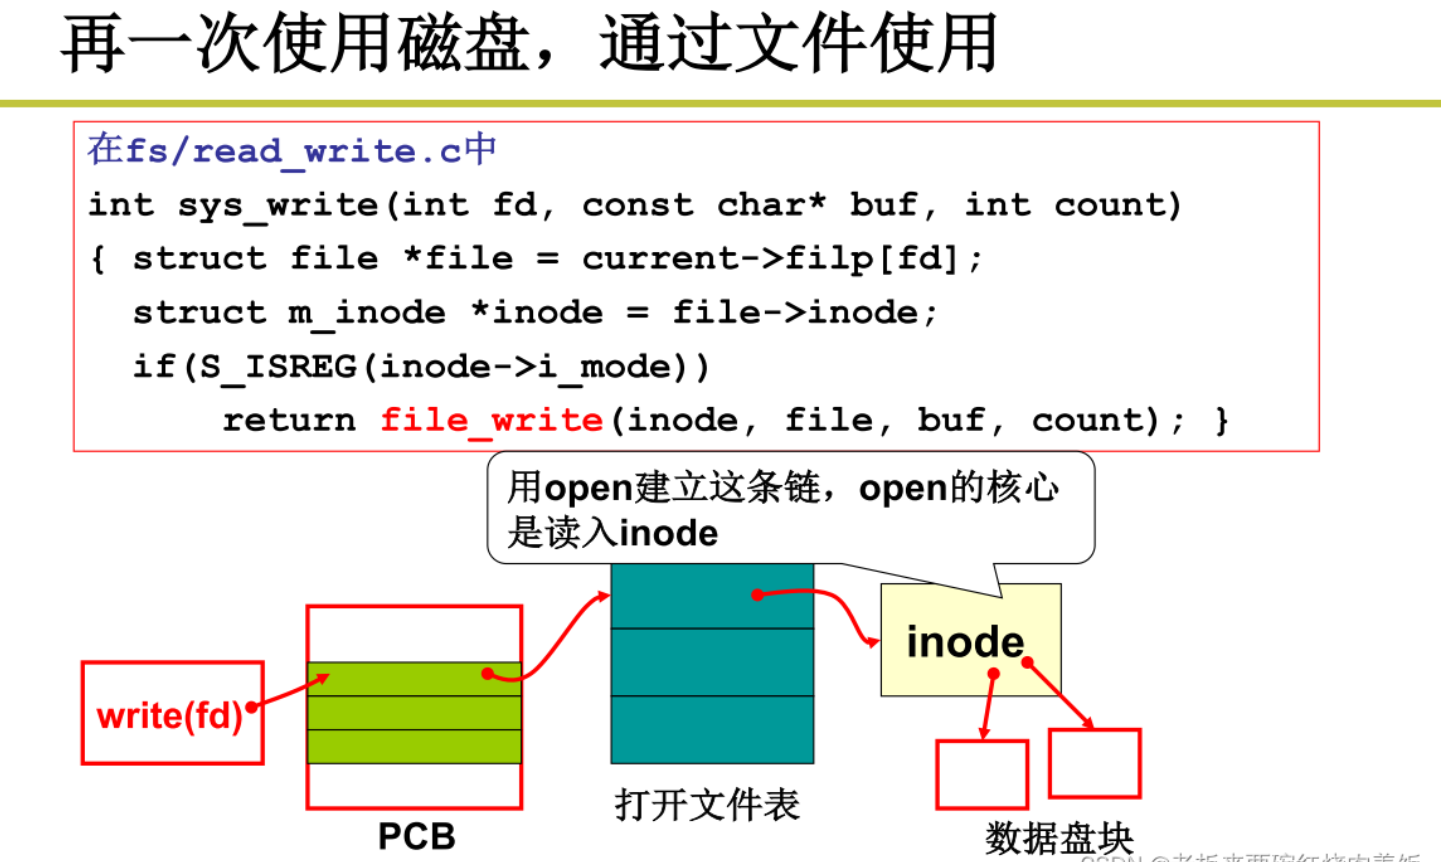 再一次使用磁盘，通过文件使用
在fs/read_write.c中
int sys_write(int fd, const char* buf, int count)
{ struct file *file = current->filp[fd];
struct m_inode *inode = file->inode;
if(S_ISREG(inode->i_mode))
return file_write(inode, file, buf, count); }
用open建立这条链，open的核心
是读入inode
inode
write(fd)
打开文件表
PCB
数据盘块